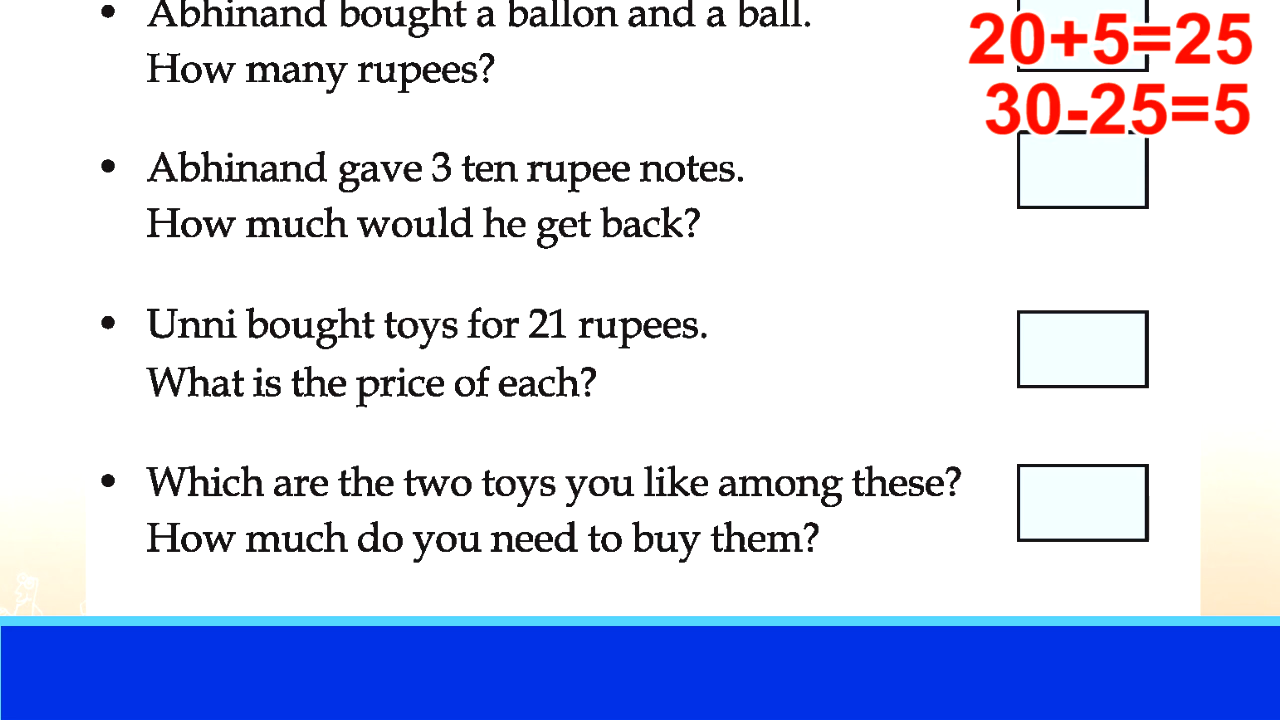 • Abhinand bought a ballon and a ball.
How many rupees?
20+5=25
30-25=5
• Abhinand gave 3 ten rupee notes.
How much would he get back?
• Unni bought toys for 21 rupees.
What is the price of each?
• Which are the two toys you like among these?
How much do you need to buy them?